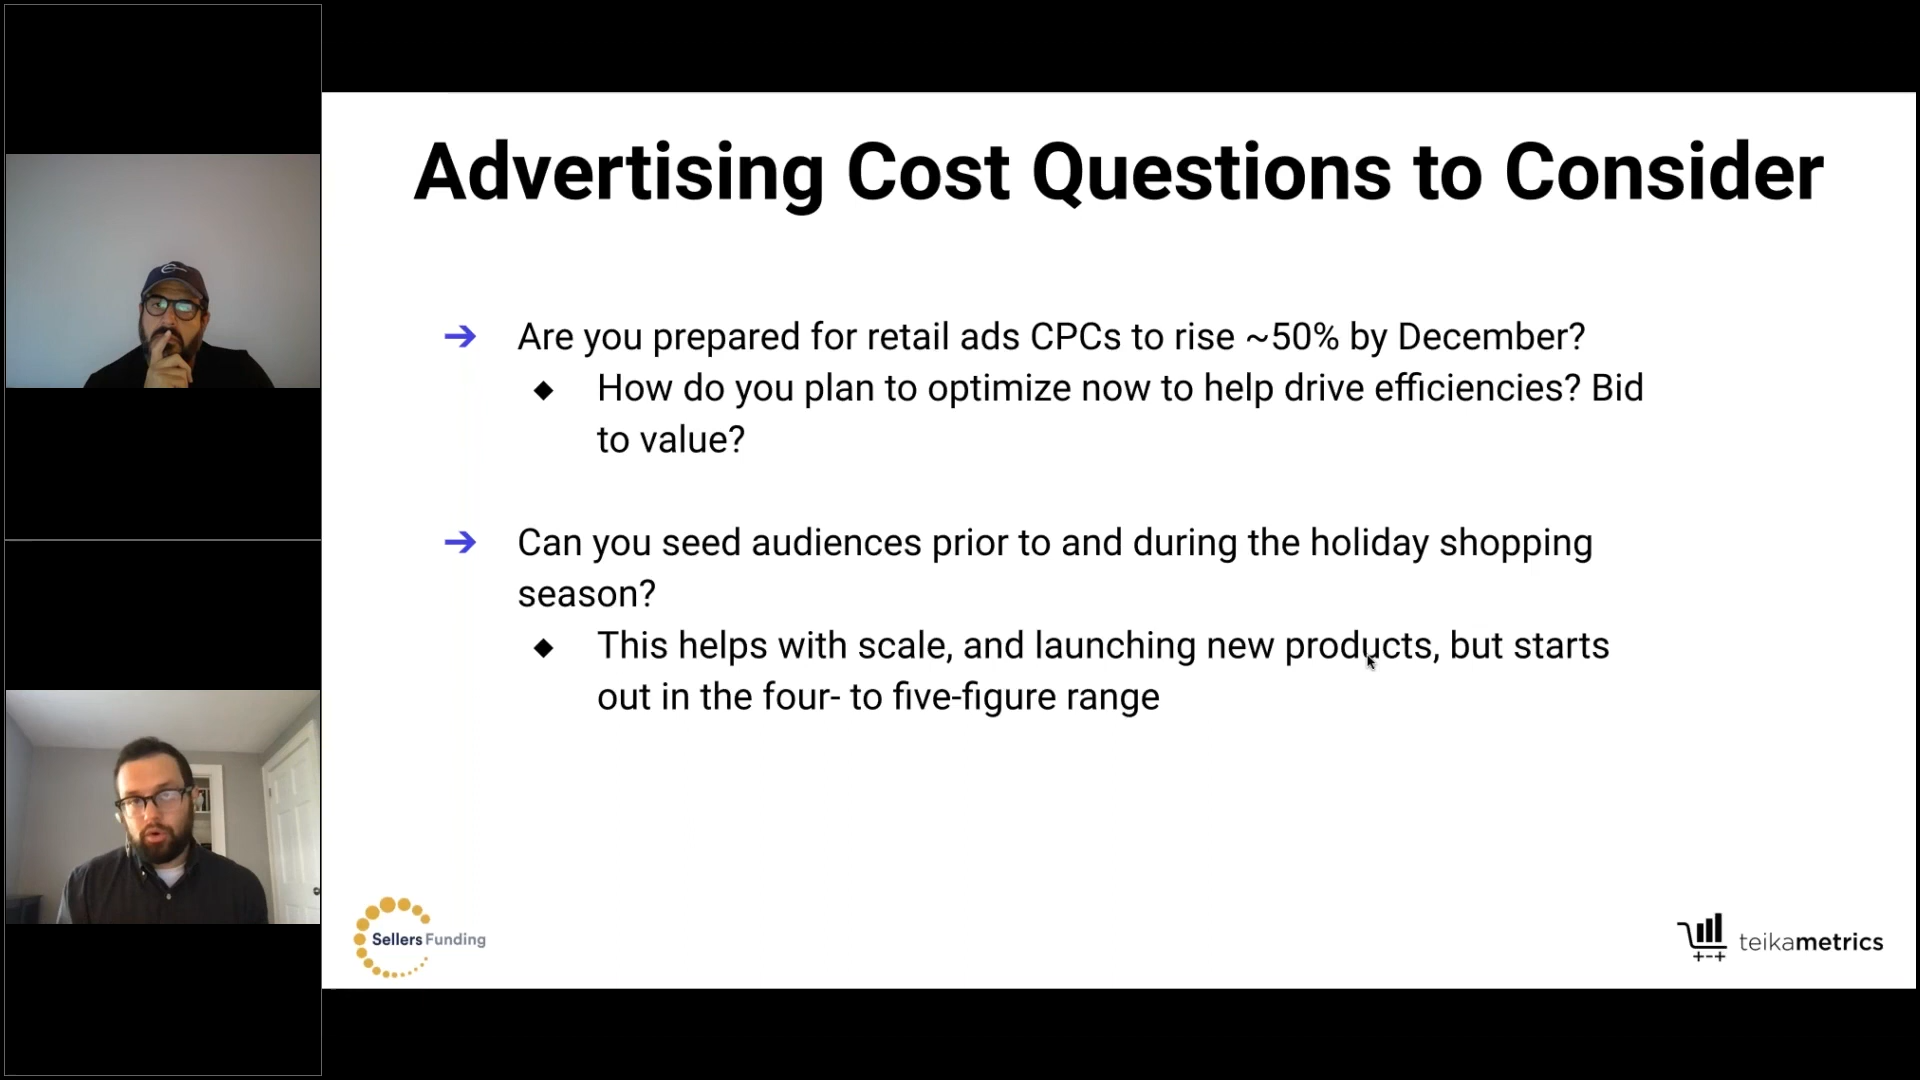 Advertising Cost Questions to Consider
➔ Are you prepared for retail ads CPCs to rise ~50% by December?
◆ How do you plan to optimize now to help drive efficiencies? Bid
to value?
➔ Can you seed audiences prior to and during the holiday shopping
season?
◆ This helps with scale, and launching new products, but starts
out in the four- to five-figure range
SellersFunding
teikametrics